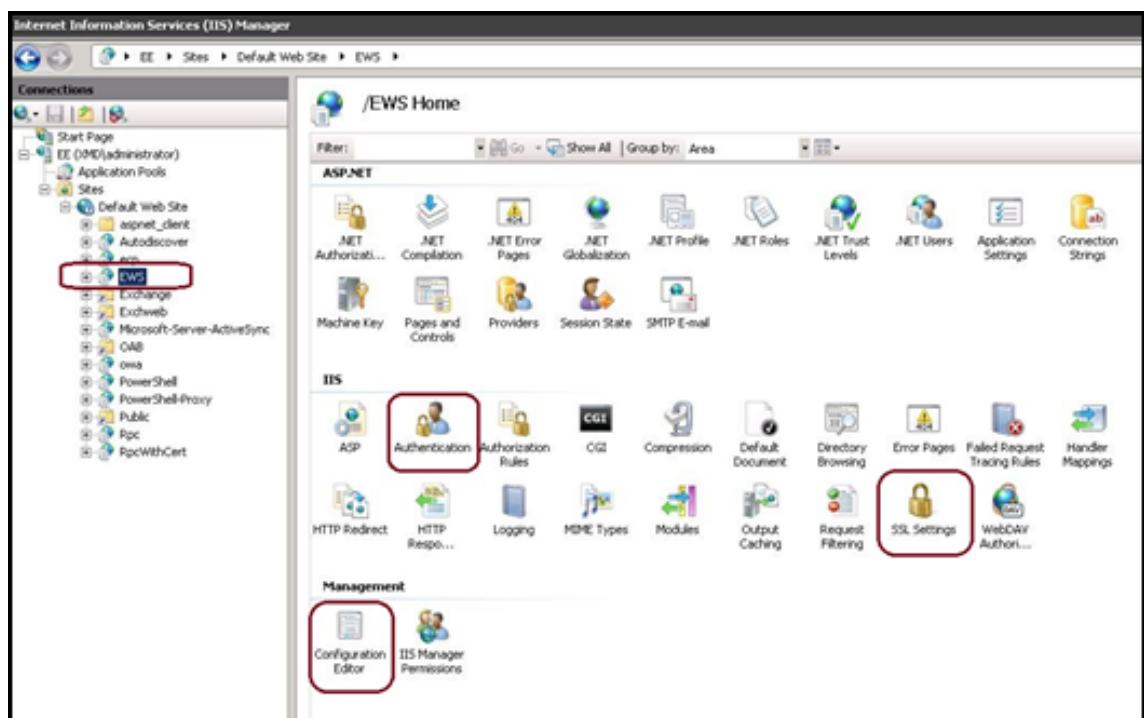 Internet Information Services (IIS) Manager
EE Sites Default Web Site EWS
Connections
Start Page
EE (XMD\administrator)
Application Pools
Sites
Default Web Site
aspnet_client
Autodiscover
ecp
EWS
Exchange
Exchweb
Microsoft-Server-ActiveSync
OAB
owa
PowerShell
PowerShell-Proxy
Public
Rpc
RpcWithCert
/EWS Home
Filter: Go Show All Group by: Area
ASP.NET
.NET Authorizati... .NET Compilation .NET Error Pages .NET Globalization .NET Profile .NET Roles .NET Trust Levels .NET Users Application Settings Connection Strings
Machine Key Pages and Controls Providers Session State SMTP E-mail
IIS
ASP Authentication Authorization Rules CGI Compression Default Document Directory Browsing Error Pages Failed Request Tracing Rules Handler Mappings
HTTP Redirect HTTP Respo... Logging MIME Types Modules Output Caching Request Filtering SSL Settings WebDAV Authori....
Management
Configuration Editor IIS Manager Permissions